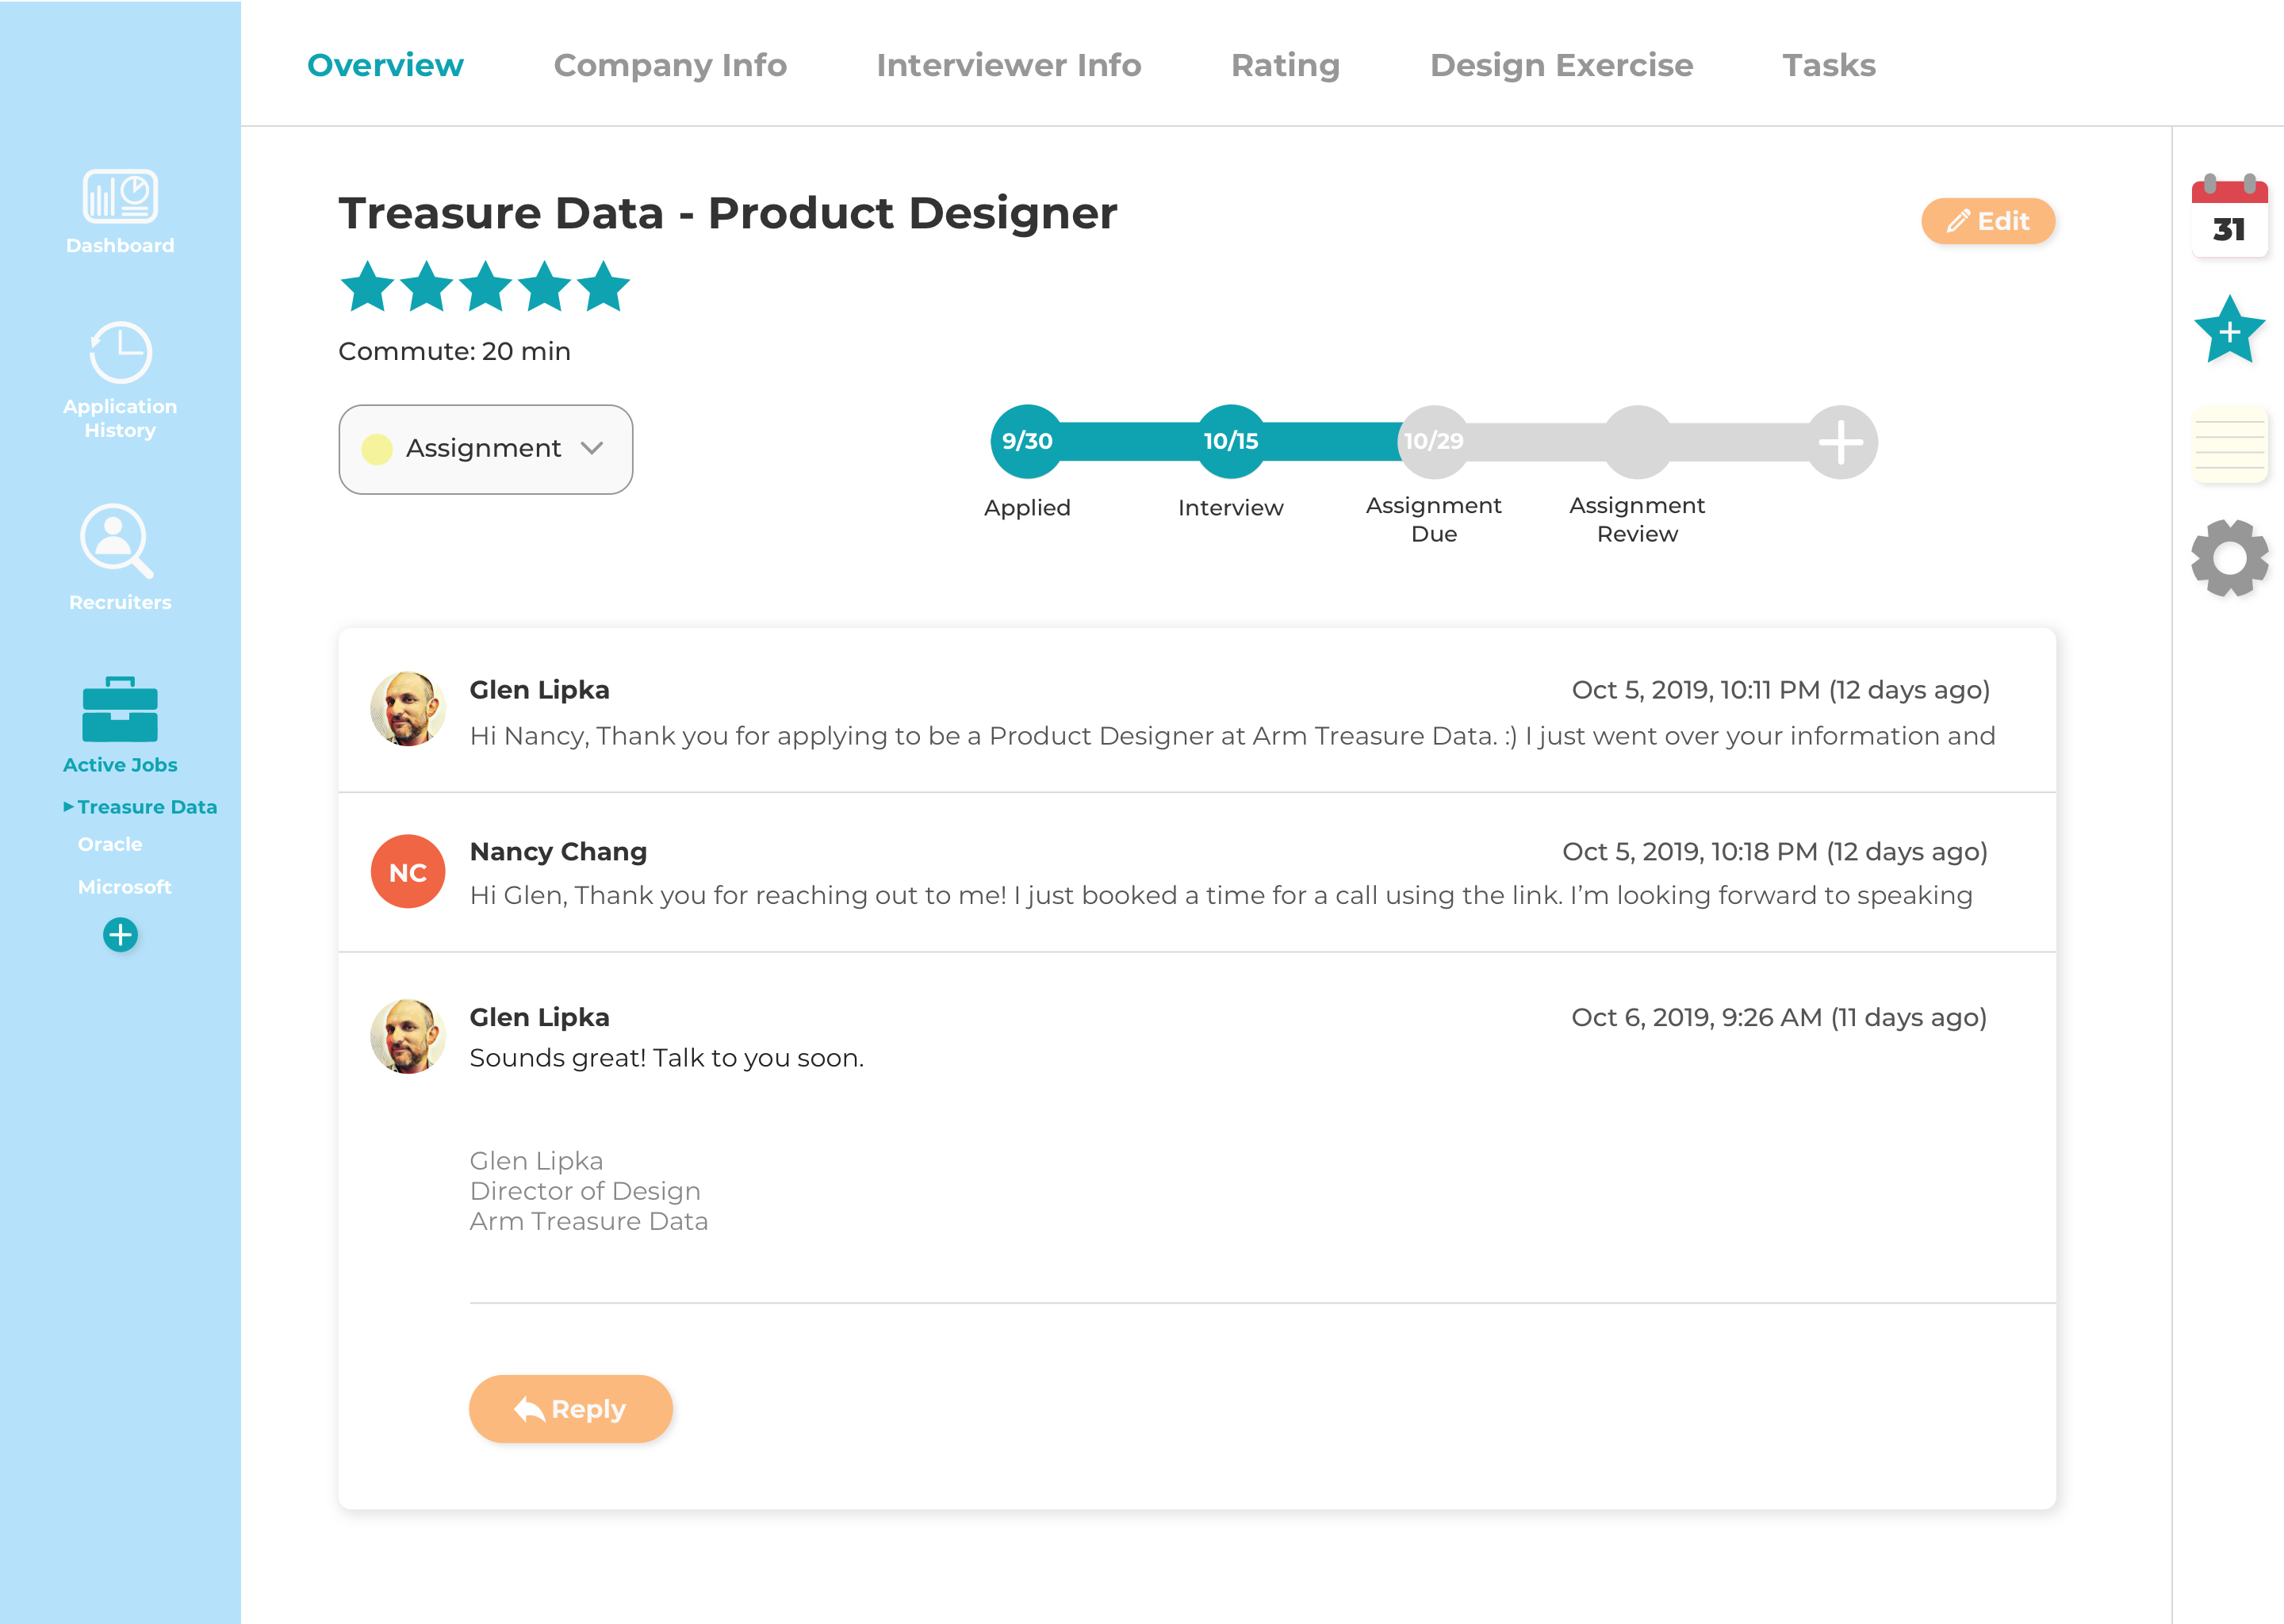 Overview
Company Info
Interviewer Info
Rating
Design Exercise
Tasks
Dashboard
Application
History
Recruiters
Active Jobs
Treasure Data
Oracle
Microsoft
Treasure Data - Product Designer
Edit
Commute: 20 min
Assignment
9/30
10/15
10/29
Applied
Interview
Assignment
Due
Assignment
Review
Glen Lipka
Oct 5, 2019, 10:11 PM (12 days ago)
Hi Nancy, Thank you for applying to be a Product Designer at Arm Treasure Data. :) I just went over your information and
NC
Nancy Chang
Oct 5, 2019, 10:18 PM (12 days ago)
Hi Glen, Thank you for reaching out to me! I just booked a time for a call using the link. I’m looking forward to speaking
Glen Lipka
Oct 6, 2019, 9:26 AM (11 days ago)
Sounds great! Talk to you soon.
Glen Lipka
Director of Design
Arm Treasure Data
Reply
31